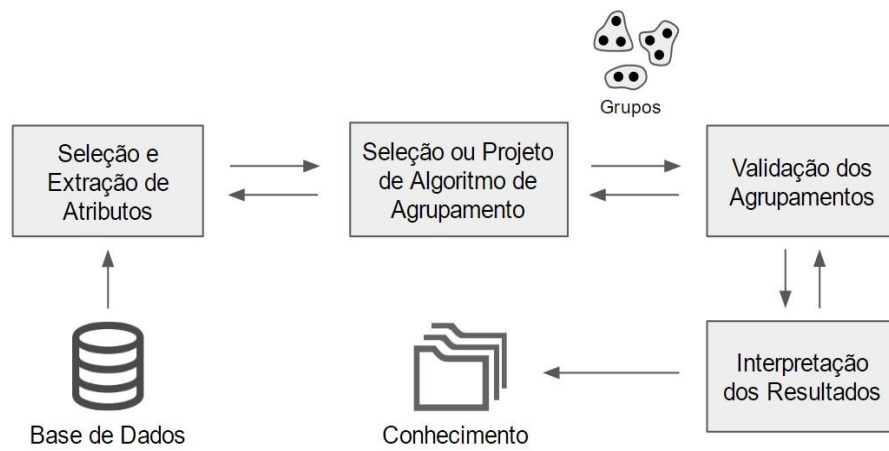 Grupos
Seleção e
Extração de
Atributos
Seleção ou Projeto
de Algoritmo de
Agrupamento
Validação dos
Agrupamentos
Interpretação
dos Resultados
Base de Dados
Conhecimento